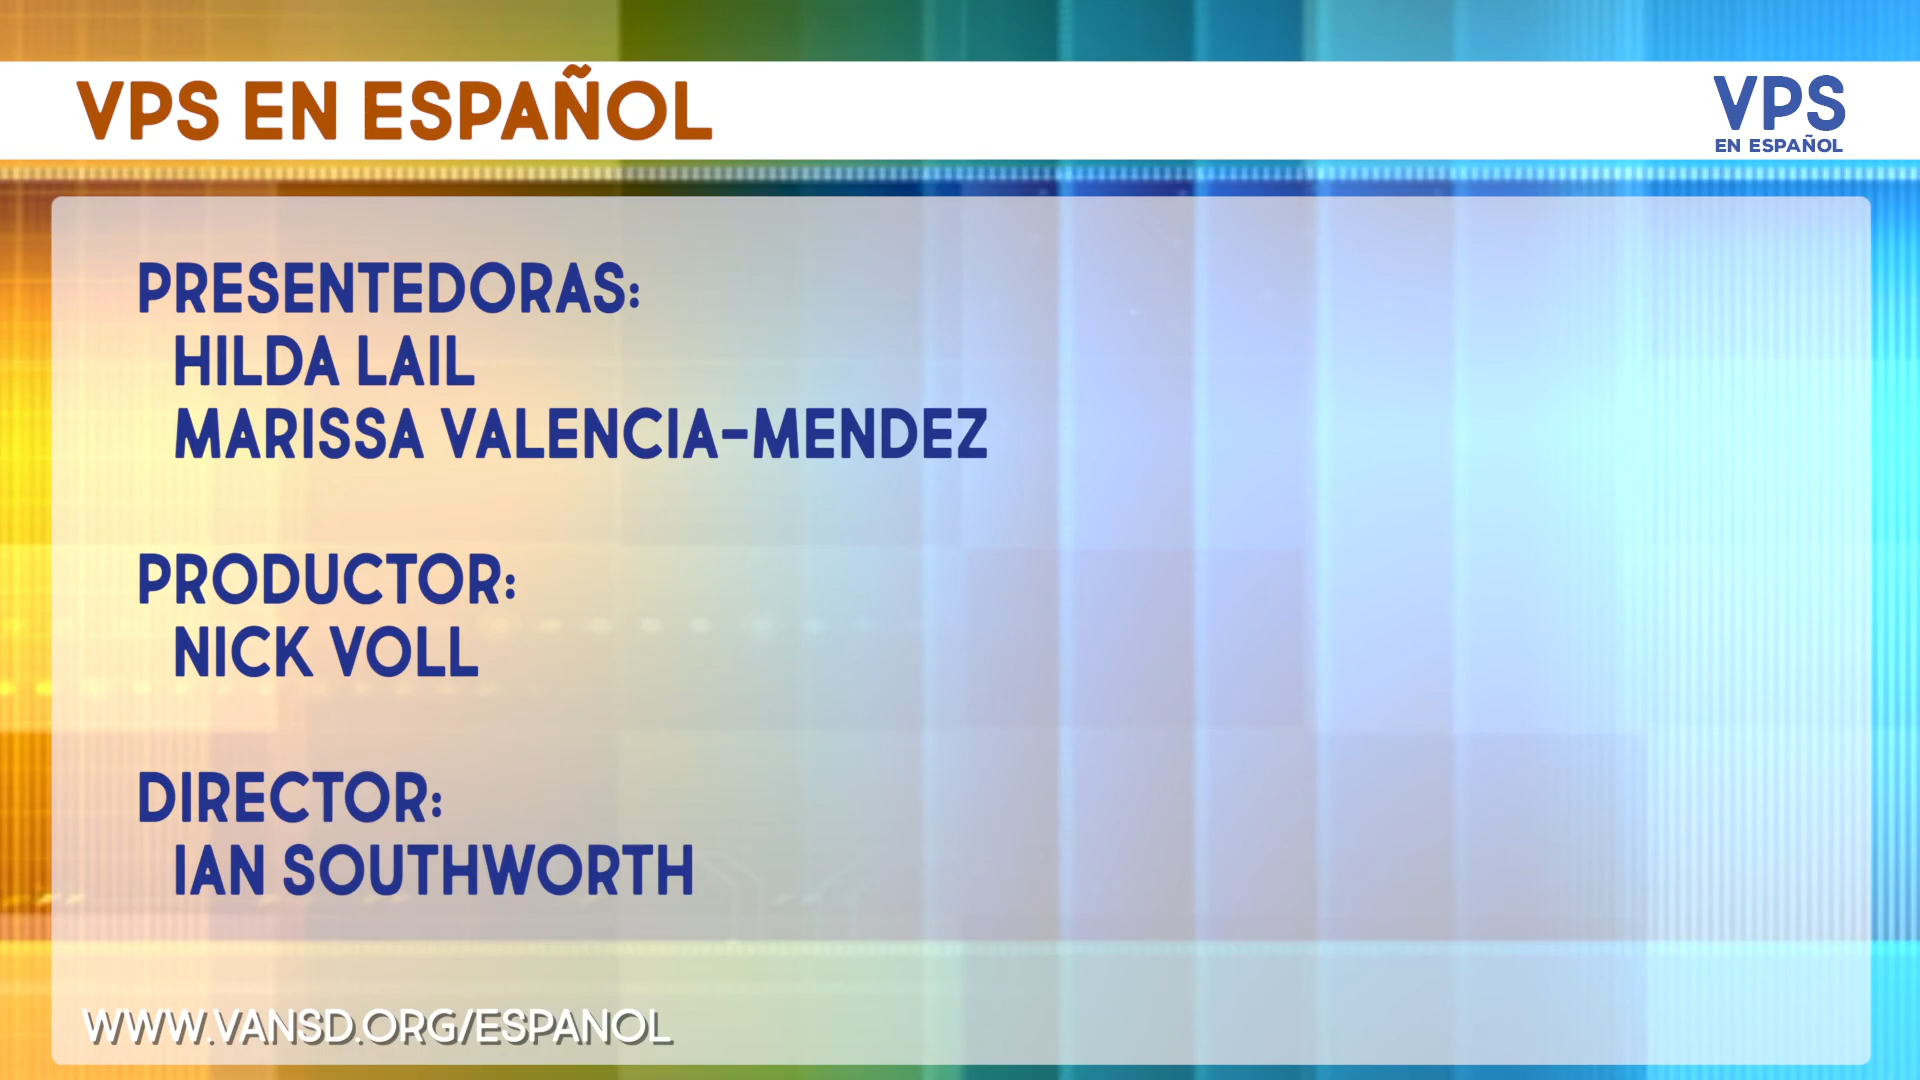 VPS EN ESPAÑOL
VPS
EN ESPAÑOL
PRESENTEDORAS:
HILDA LAIL
MARISSA VALENCIA-MENDEZ
PRODUCTOR:
NICK VOLL
DIRECTOR:
IAN SOUTHWORTH
WWW.VANSD.ORG/ESPANOL